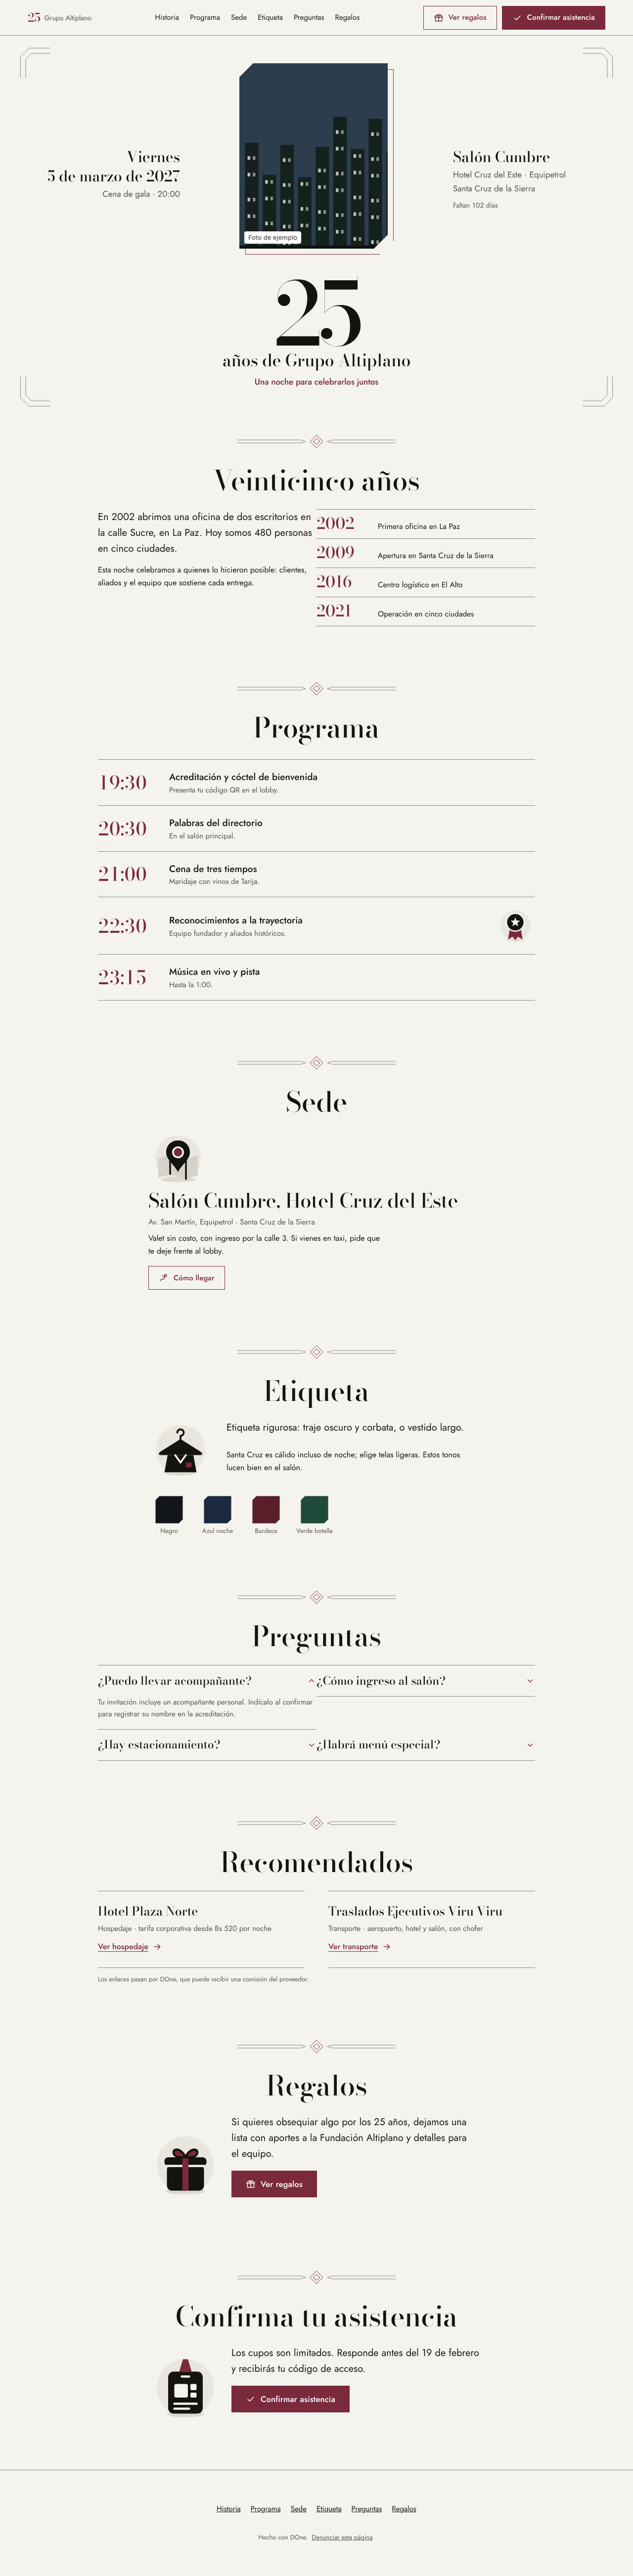 25 Grupo Altiplano
Historia Programa Sede Etiqueta Preguntas Regalos
Ver regalos
Confirmar asistencia
Viernes
5 de marzo de 2027
Cena de gala · 20:00
Foto de ejemplo
Salón Cumbre
Hotel Cruz del Este · Equipetrol
Santa Cruz de la Sierra
Faltan 102 días
25
años de Grupo Altiplano
Una noche para celebrarlos juntos
Veinticinco años
En 2002 abrimos una oficina de dos escritorios en
la calle Sucre, en La Paz. Hoy somos 480 personas
en cinco ciudades.
Esta noche celebramos a quienes lo hicieron posible: clientes,
aliados y el equipo que sostiene cada entrega.
2002 Primera oficina en La Paz
2009 Apertura en Santa Cruz de la Sierra
2016 Centro logístico en El Alto
2021 Operación en cinco ciudades
Programa
19:30 Acreditación y cóctel de bienvenida
Presenta tu código QR en el lobby.
20:30 Palabras del directorio
En el salón principal.
21:00 Cena de tres tiempos
Maridaje con vinos de Tarija.
22:30 Reconocimientos a la trayectoria
Equipo fundador y aliados históricos.
23:15 Música en vivo y pista
Hasta la 1:00.
Sede
Salón Cumbre, Hotel Cruz del Este
Av. San Martín, Equipetrol · Santa Cruz de la Sierra
Valet sin costo, con ingreso por la calle 3. Si vienes en taxi, pide que
te deje frente al lobby.
Cómo llegar
Etiqueta
Etiqueta rigurosa: traje oscuro y corbata, o vestido largo.
Santa Cruz es cálido incluso de noche; elige telas ligeras. Estos tonos
lucen bien en el salón.
Negro Azul noche Burdeos Verde botella
Preguntas
¿Puedo llevar acompañante?
Tu invitación incluye un acompañante personal. Indícalo al confirmar
para registrar su nombre en la acreditación.
¿Cómo ingreso al salón?
¿Hay estacionamiento?
¿Habrá menú especial?
Recomendados
Hotel Plaza Norte
Hospedaje · tarifa corporativa desde Bs 520 por noche
Ver hospedaje
Traslados Ejecutivos Viru Viru
Transporte · aeropuerto, hotel y salón, con chofer
Ver transporte
Los enlaces pasan por DOne, que puede recibir una comisión del proveedor.
Regalos
Si quieres obsequiar algo por los 25 años, dejamos una
lista con aportes a la Fundación Altiplano y detalles para
el equipo.
Ver regalos
Confirma tu asistencia
Los cupos son limitados. Responde antes del 19 de febrero
y recibirás tu código de acceso.
Confirmar asistencia
Historia Programa Sede Etiqueta Preguntas Regalos
Hecho con DOne. Denunciar esta página